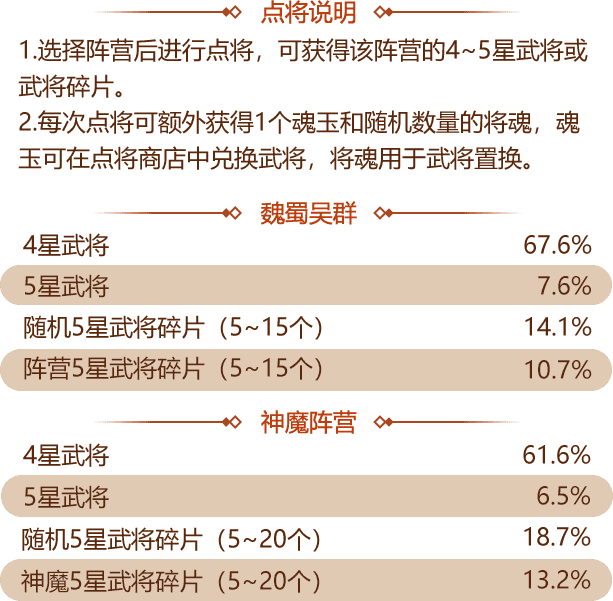 点将说明
1.选择阵营后进行点将，可获得该阵营的4~5星武将或
武将碎片。
2.每次点将可额外获得1个魂玉和随机数量的将魂，魂
玉可在点将商店中兑换武将，将魂用于武将置换。
魏蜀吴群
4星武将 67.6%
5星武将 7.6%
随机5星武将碎片（5~15个） 14.1%
阵营5星武将碎片（5~15个） 10.7%
神魔阵营
4星武将 61.6%
5星武将 6.5%
随机5星武将碎片（5~20个） 18.7%
神魔5星武将碎片（5~20个） 13.2%